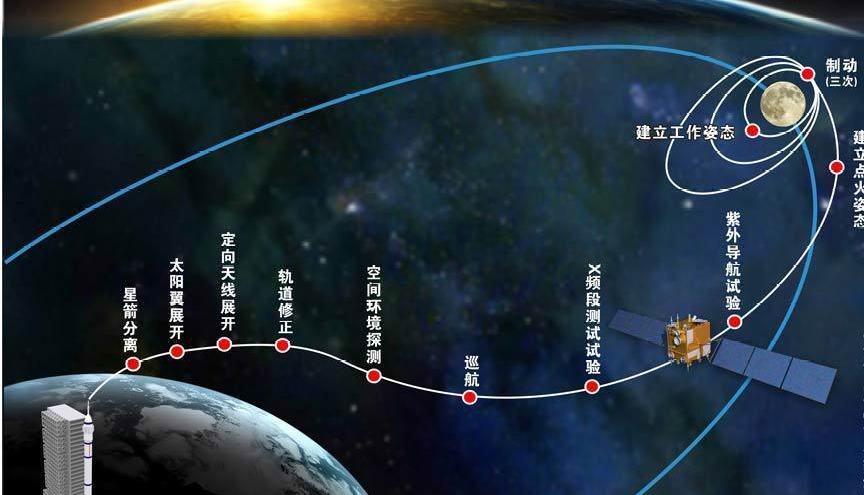 星箭分离
太阳翼展开
定向天线展开
轨道修正
空间环境探测
巡航
X频段测试试验
紫外导航试验
建立点火姿态
制动
(三次)
建立工作姿态